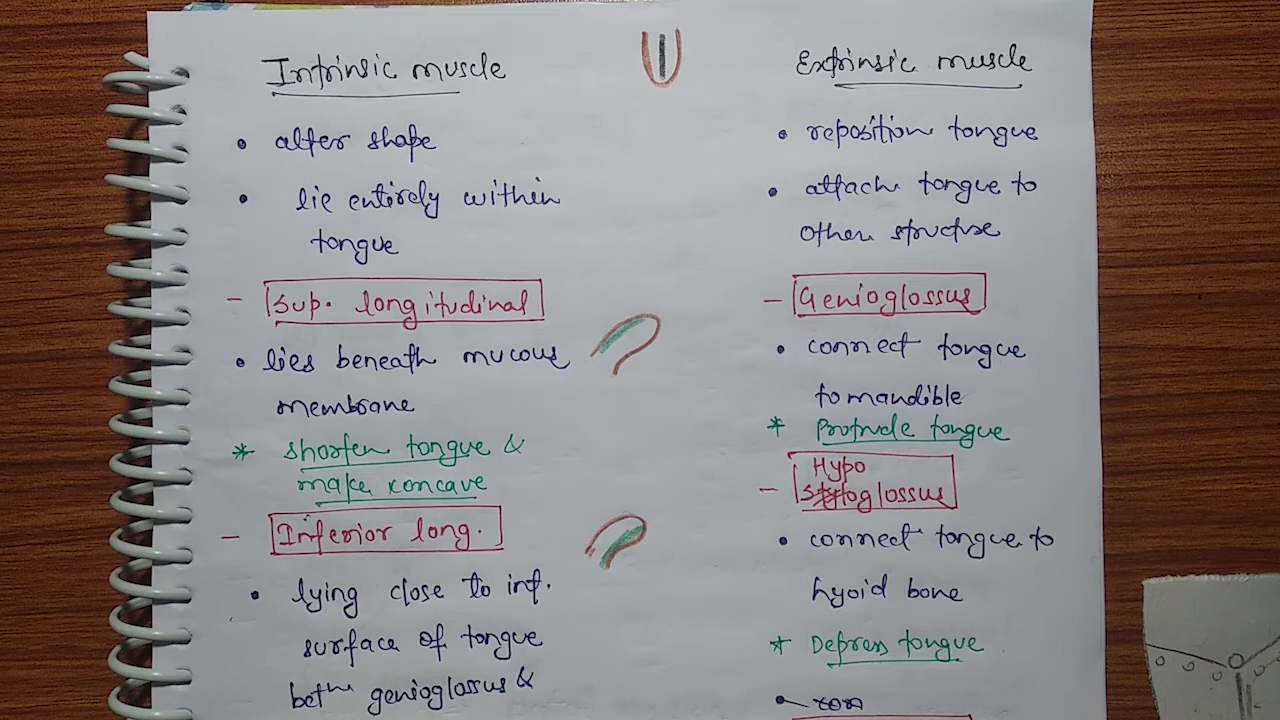 Intrinsic muscle
• alter shape
• lie entirely within
tongue
- Sup. longitudinal
• lies beneath mucous
membrane
* shorten tongue &
make concave
- Inferior long.
• lying close to inf.
surface of tongue
betn genioglossus &
Extrinsic muscle
• reposition tongue
• attach tongue to
other structure
- Genioglossus
• connect tongue
to mandible
* Protrude tongue
Hypo
- glossus
• connect tongue to
hyoid bone
* Depress tongue